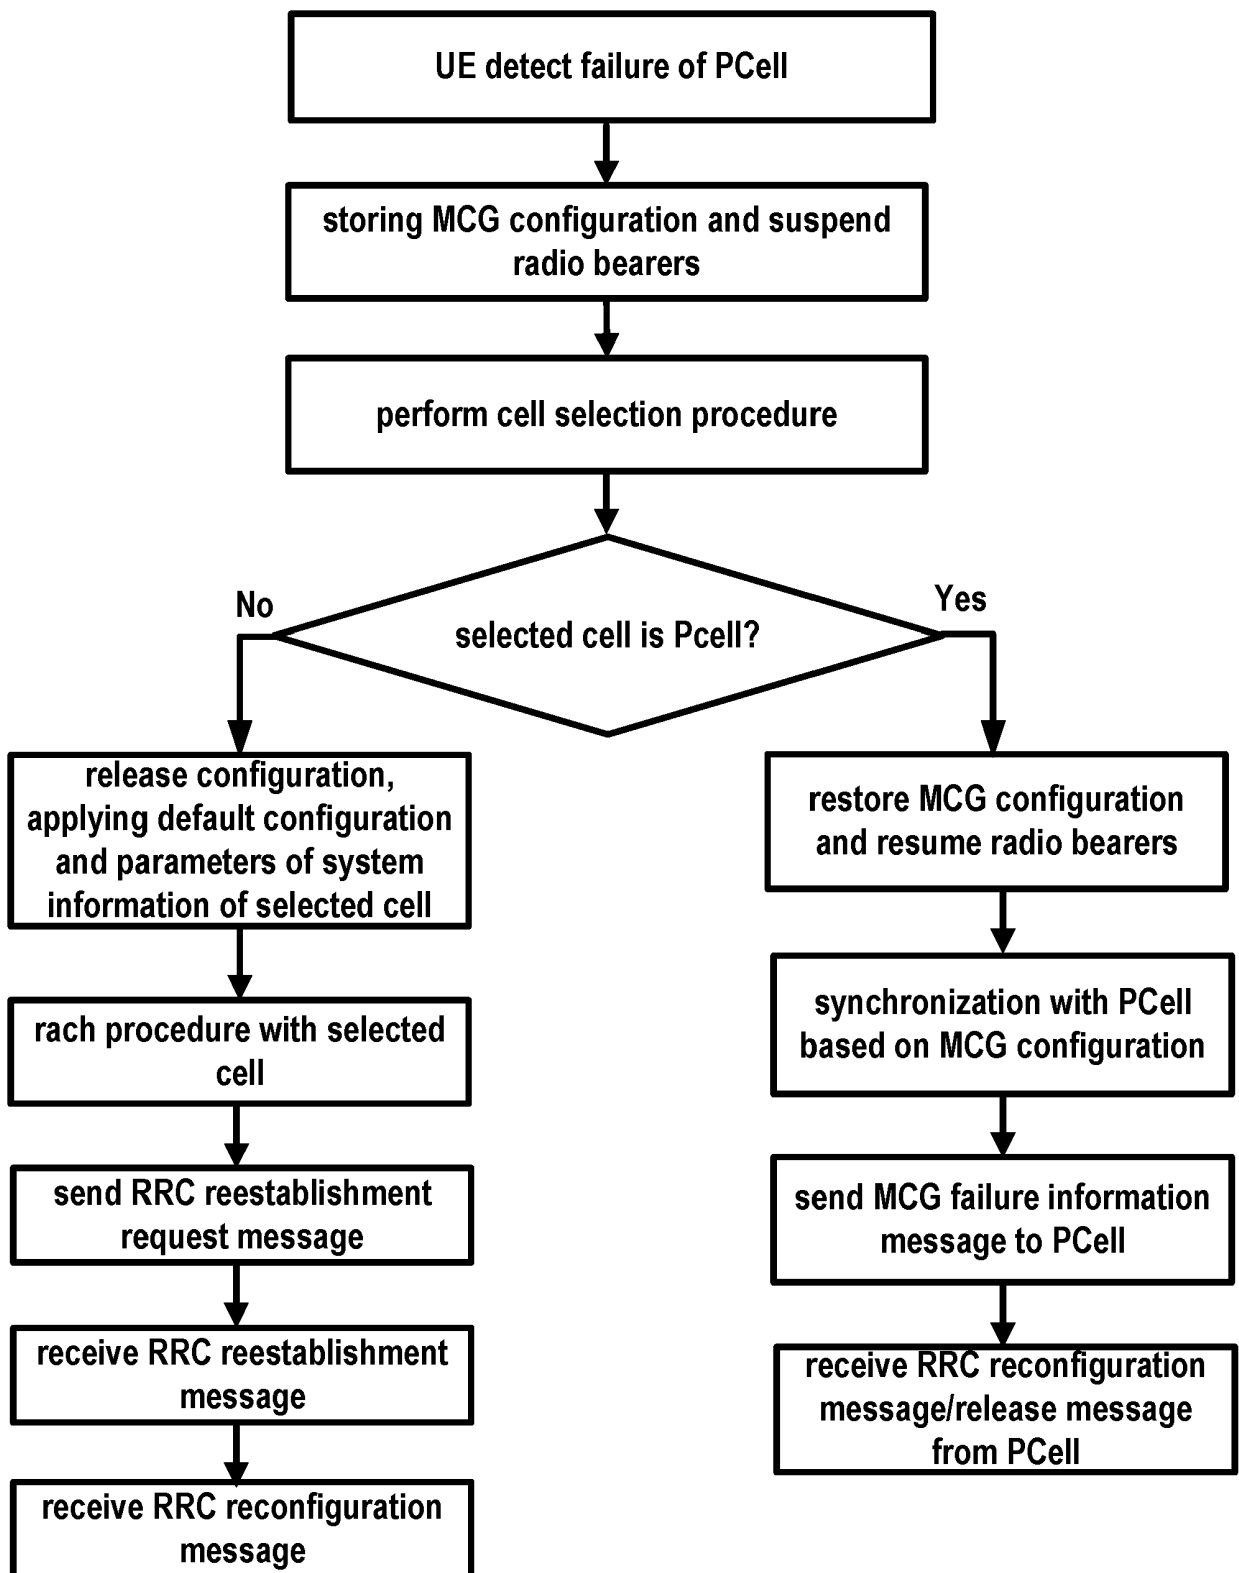 UE detect failure of PCell
storing MCG configuration and suspend
radio bearers
perform cell selection procedure
No
Yes
selected cell is Pcell?
release configuration,
applying default configuration
and parameters of system
information of selected cell
rach procedure with selected
cell
send RRC reestablishment
request message
receive RRC reestablishment
message
receive RRC reconfiguration
message
restore MCG configuration
and resume radio bearers
synchronization with PCell
based on MCG configuration
send MCG failure information
message to PCell
receive RRC reconfiguration
message/release message
from PCell